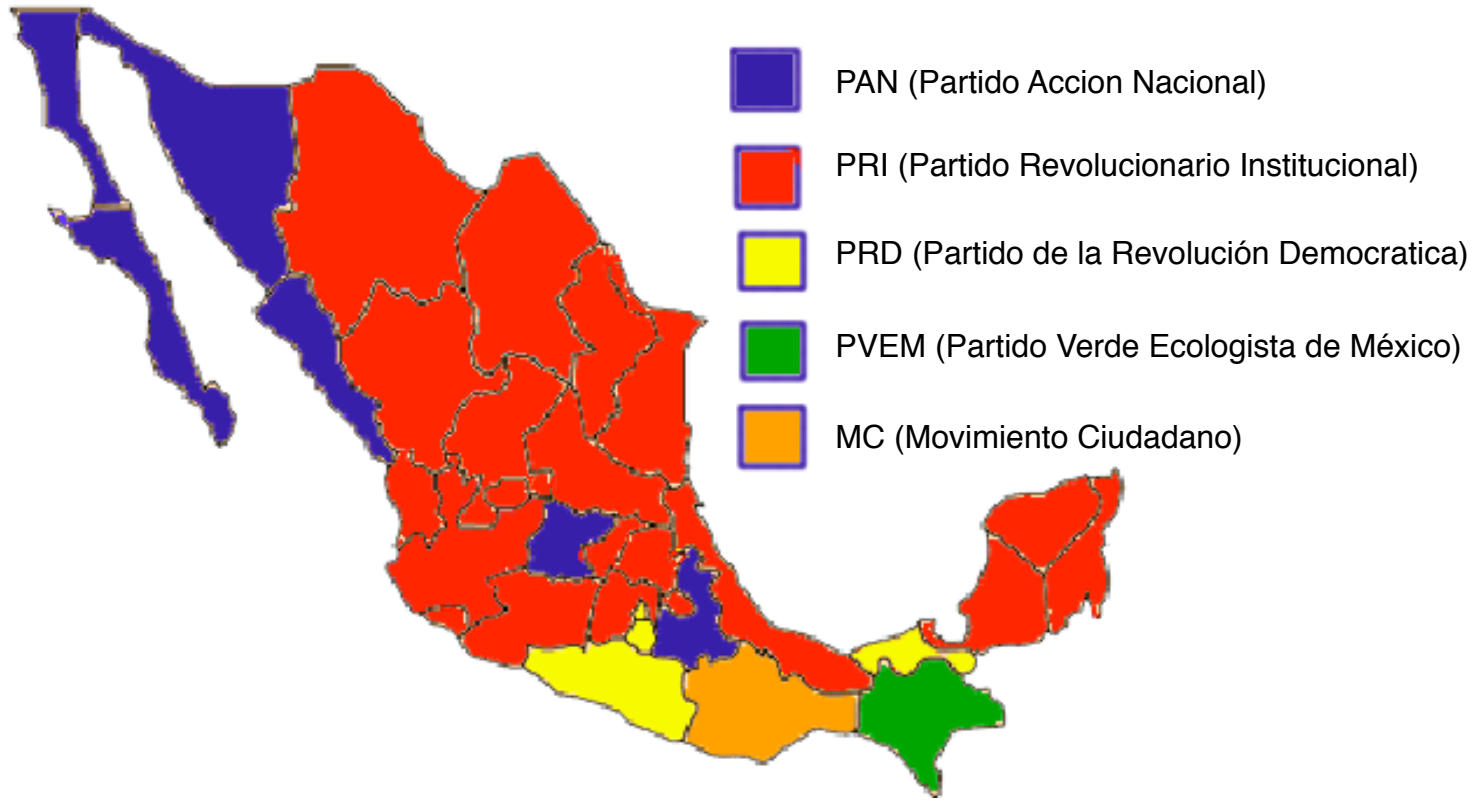 PAN (Partido Accion Nacional)
PRI (Partido Revolucionario Institucional)
PRD (Partido de la Revolución Democratica)
PVEM (Partido Verde Ecologista de México)
MC (Movimiento Ciudadano)